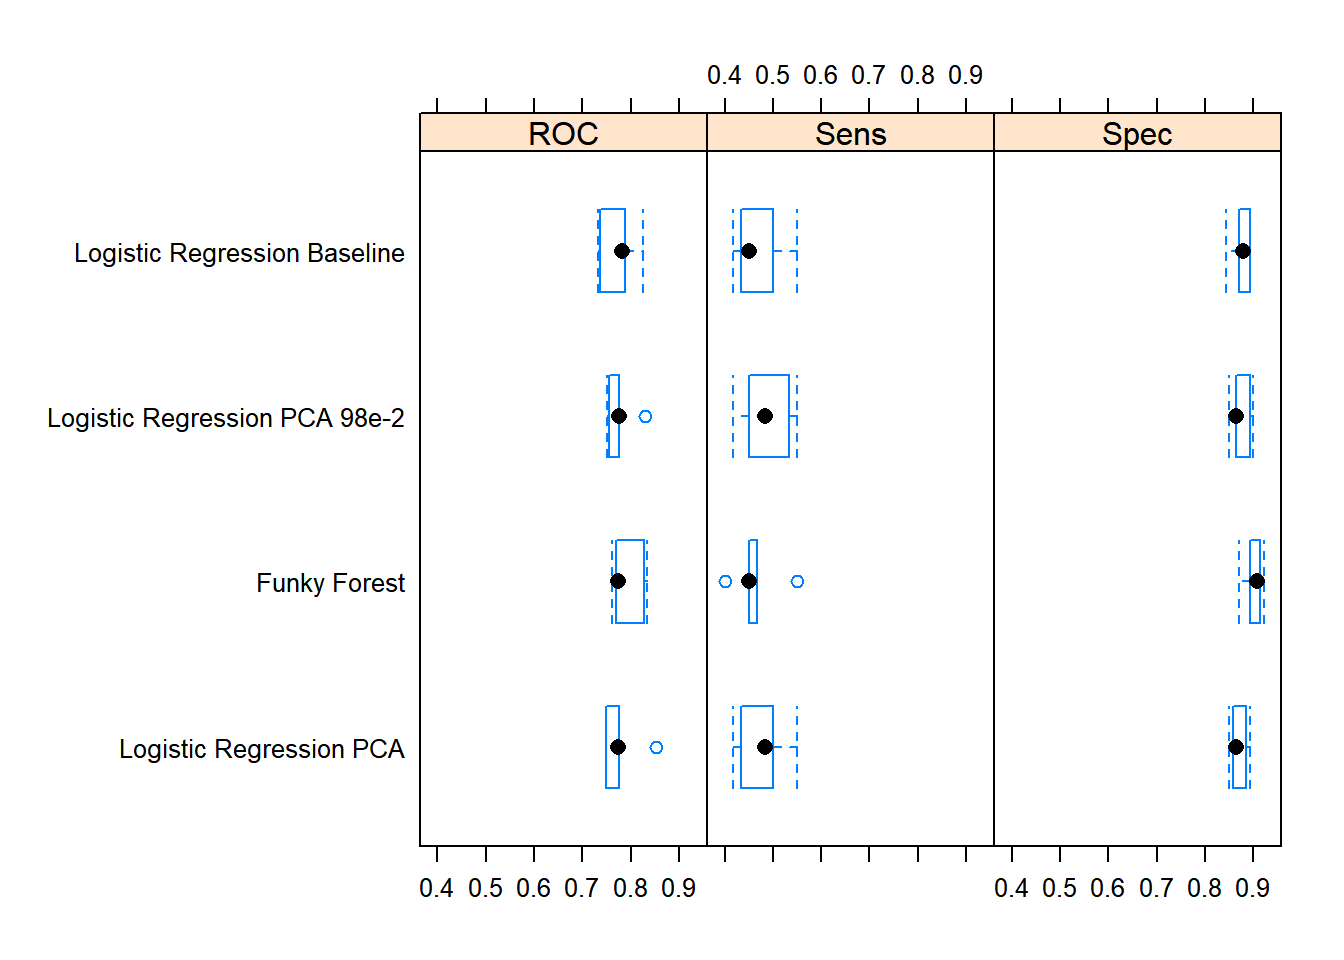 0.4 0.5 0.6 0.7 0.8 0.9
ROC Sens Spec
Logistic Regression Baseline
Logistic Regression PCA 98e-2
Funky Forest
Logistic Regression PCA
0.4 0.5 0.6 0.7 0.8 0.9 0.4 0.5 0.6 0.7 0.8 0.9